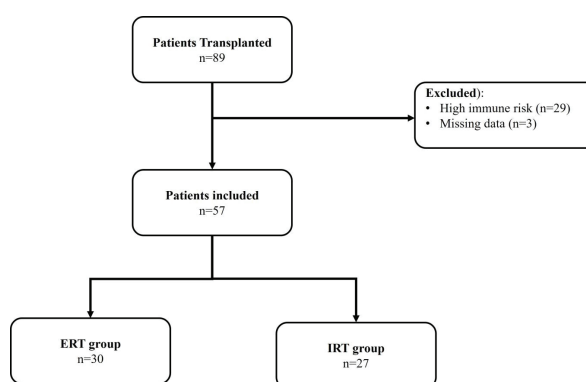 Patients Transplanted
n=89
Excluded):
• High immune risk (n=29)
• Missing data (n=3)
Patients included
n=57
ERT group
n=30
IRT group
n=27